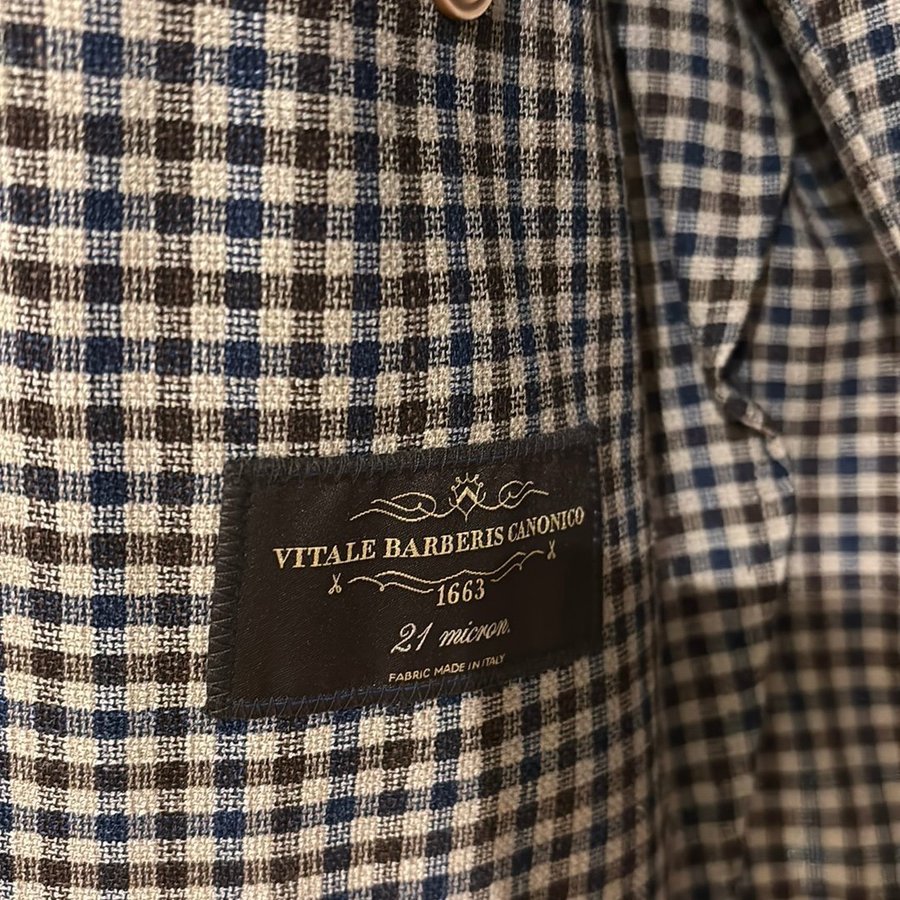 VITALE BARBERIS CANONICO
1663
21 micron.
FABRIC MADE IN ITALY